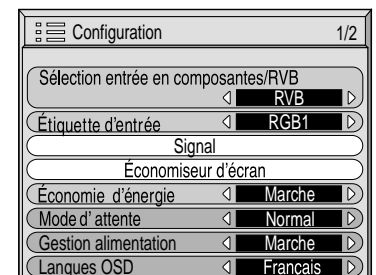 Configuration 1/2
Sélection entrée en composantes/RVB
RVB
Étiquette d'entrée RGB1
Signal
Économiseur d'écran
Économie d'énergie Marche
Mode d' attente Normal
Gestion alimentation Marche
Langues OSD Français